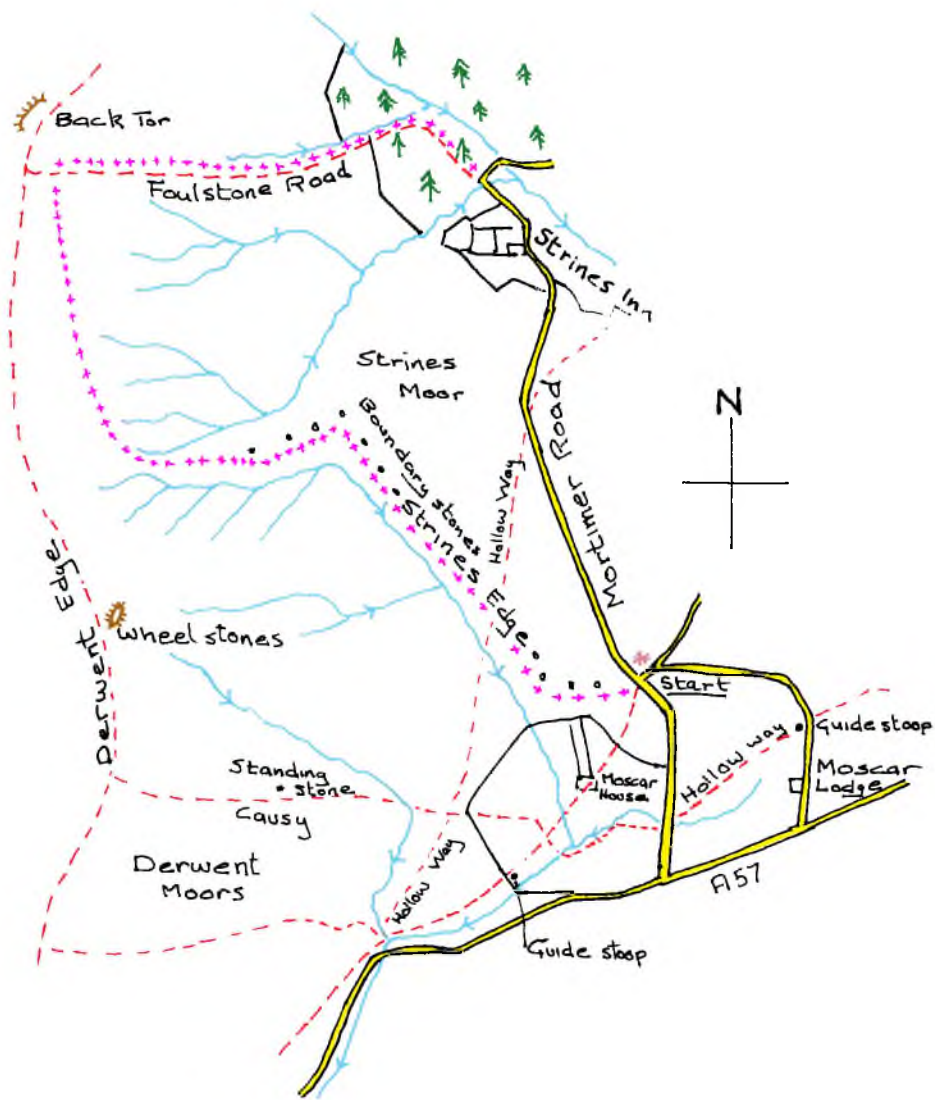 Back Tor
Foulstone Road
Strines Inn
Strines
Moor
N
Boundary stones
Strines Edge
Hollow Way
Mortimer Road
Derwent Edge
Wheel stones
Start
Guide stoop
Hollow way
Moscar
Lodge
Moscar
House
Standing
stone
Causy
Derwent
Moors
Hollow Way
A57
Guide stoop